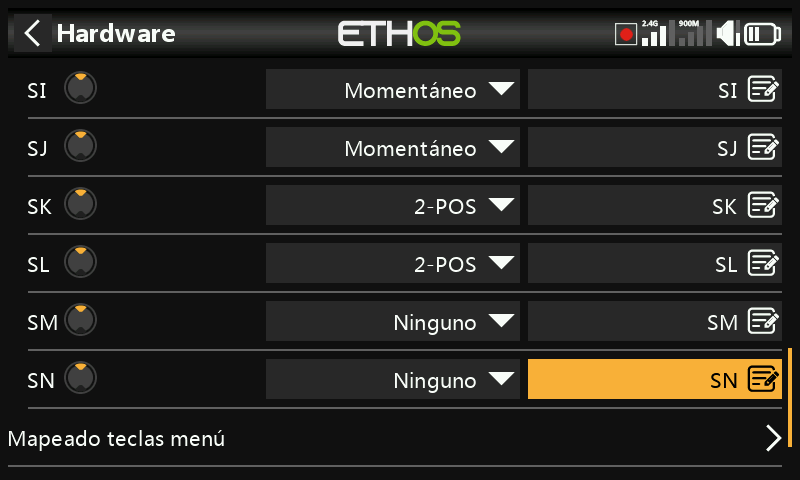 Hardware ETHOS 2.4G 900M
SI Momentáneo SI
SJ Momentáneo SJ
SK 2-POS SK
SL 2-POS SL
SM Ninguno SM
SN Ninguno SN
Mapeado teclas menú